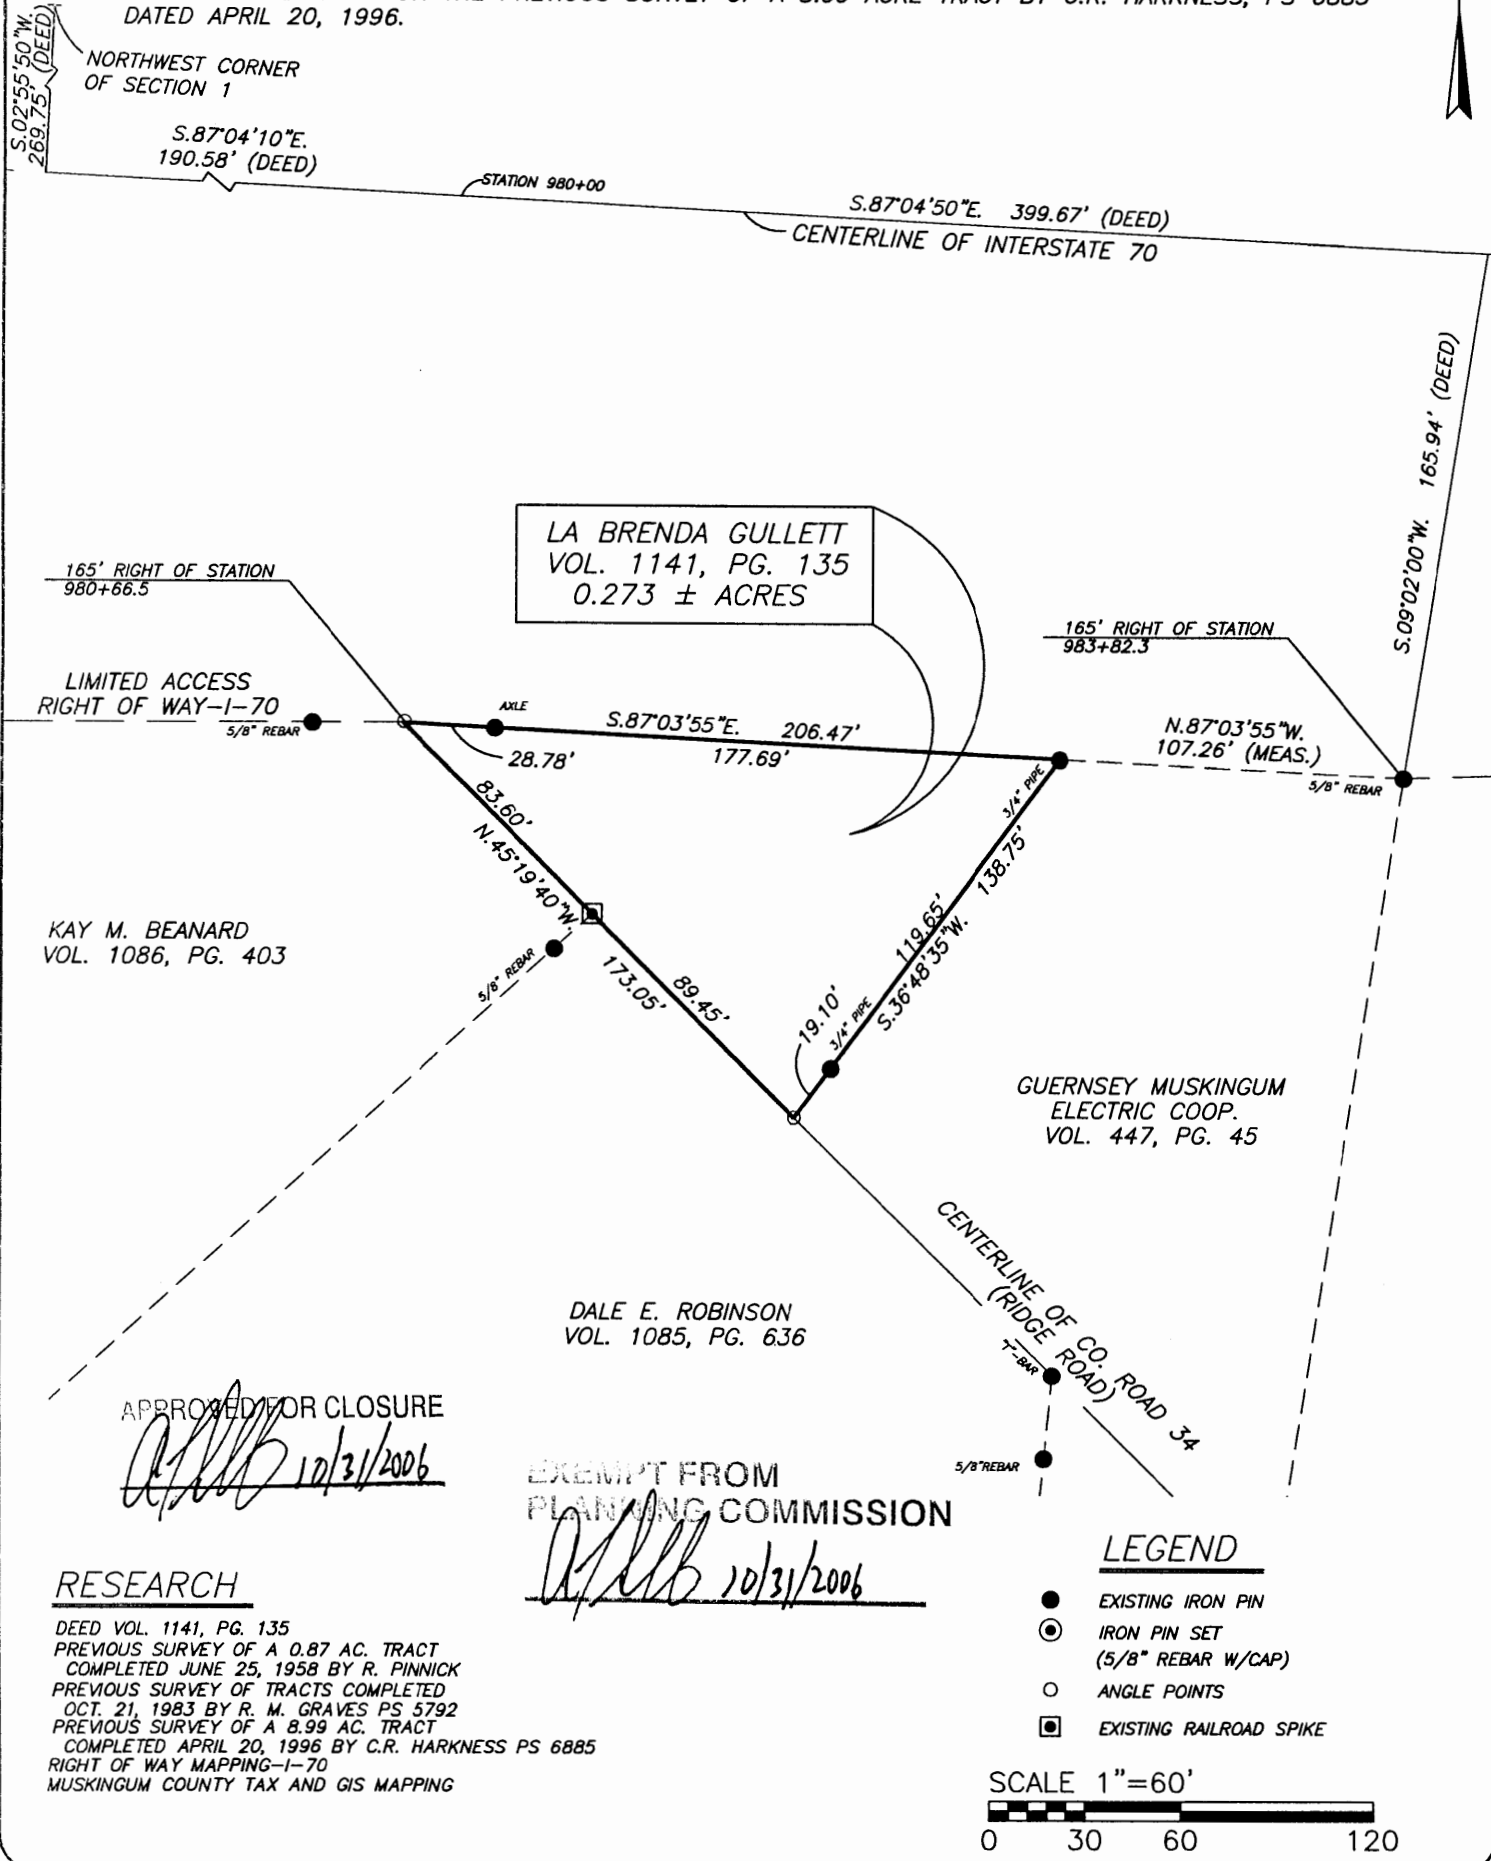 DATED APRIL 20, 1996.
S.02°55'50"W.
269.75' (DEED)
NORTHWEST CORNER
OF SECTION 1
S.87°04'10"E.
190.58' (DEED)
STATION 980+00
S.87°04'50"E. 399.67' (DEED)
CENTERLINE OF INTERSTATE 70
S.09°02'00"W. 165.94' (DEED)
LA BRENDA GULLETT
VOL. 1141, PG. 135
0.273 ± ACRES
165' RIGHT OF STATION
980+66.5
165' RIGHT OF STATION
983+82.3
LIMITED ACCESS
RIGHT OF WAY-I-70
5/8" REBAR
AXLE
S.87°03'55"E. 206.47'
28.78'
177.69'
N.87°03'55"W.
107.26' (MEAS.)
5/8" REBAR
3/4" PIPE
83.60'
N.45°19'40"W.
138.75'
119.65'
S.36°48'35"W.
KAY M. BEANARD
VOL. 1086, PG. 403
5/8" REBAR
173.05'
89.45'
19.10'
3/4" PIPE
GUERNSEY MUSKINGUM
ELECTRIC COOP.
VOL. 447, PG. 45
CENTERLINE OF CO. ROAD 34
(RIDGE ROAD)
DALE E. ROBINSON
VOL. 1085, PG. 636
"T"-BAR
5/8"REBAR
APPROVED FOR CLOSURE
10/31/2006
EXEMPT FROM
PLANNING COMMISSION
10/31/2006
RESEARCH
DEED VOL. 1141, PG. 135
PREVIOUS SURVEY OF A 0.87 AC. TRACT
COMPLETED JUNE 25, 1958 BY R. PINNICK
PREVIOUS SURVEY OF TRACTS COMPLETED
OCT. 21, 1983 BY R. M. GRAVES PS 5792
PREVIOUS SURVEY OF A 8.99 AC. TRACT
COMPLETED APRIL 20, 1996 BY C.R. HARKNESS PS 6885
RIGHT OF WAY MAPPING-I-70
MUSKINGUM COUNTY TAX AND GIS MAPPING
LEGEND
EXISTING IRON PIN
IRON PIN SET
(5/8" REBAR W/CAP)
ANGLE POINTS
EXISTING RAILROAD SPIKE
SCALE 1"=60'
0 30 60 120